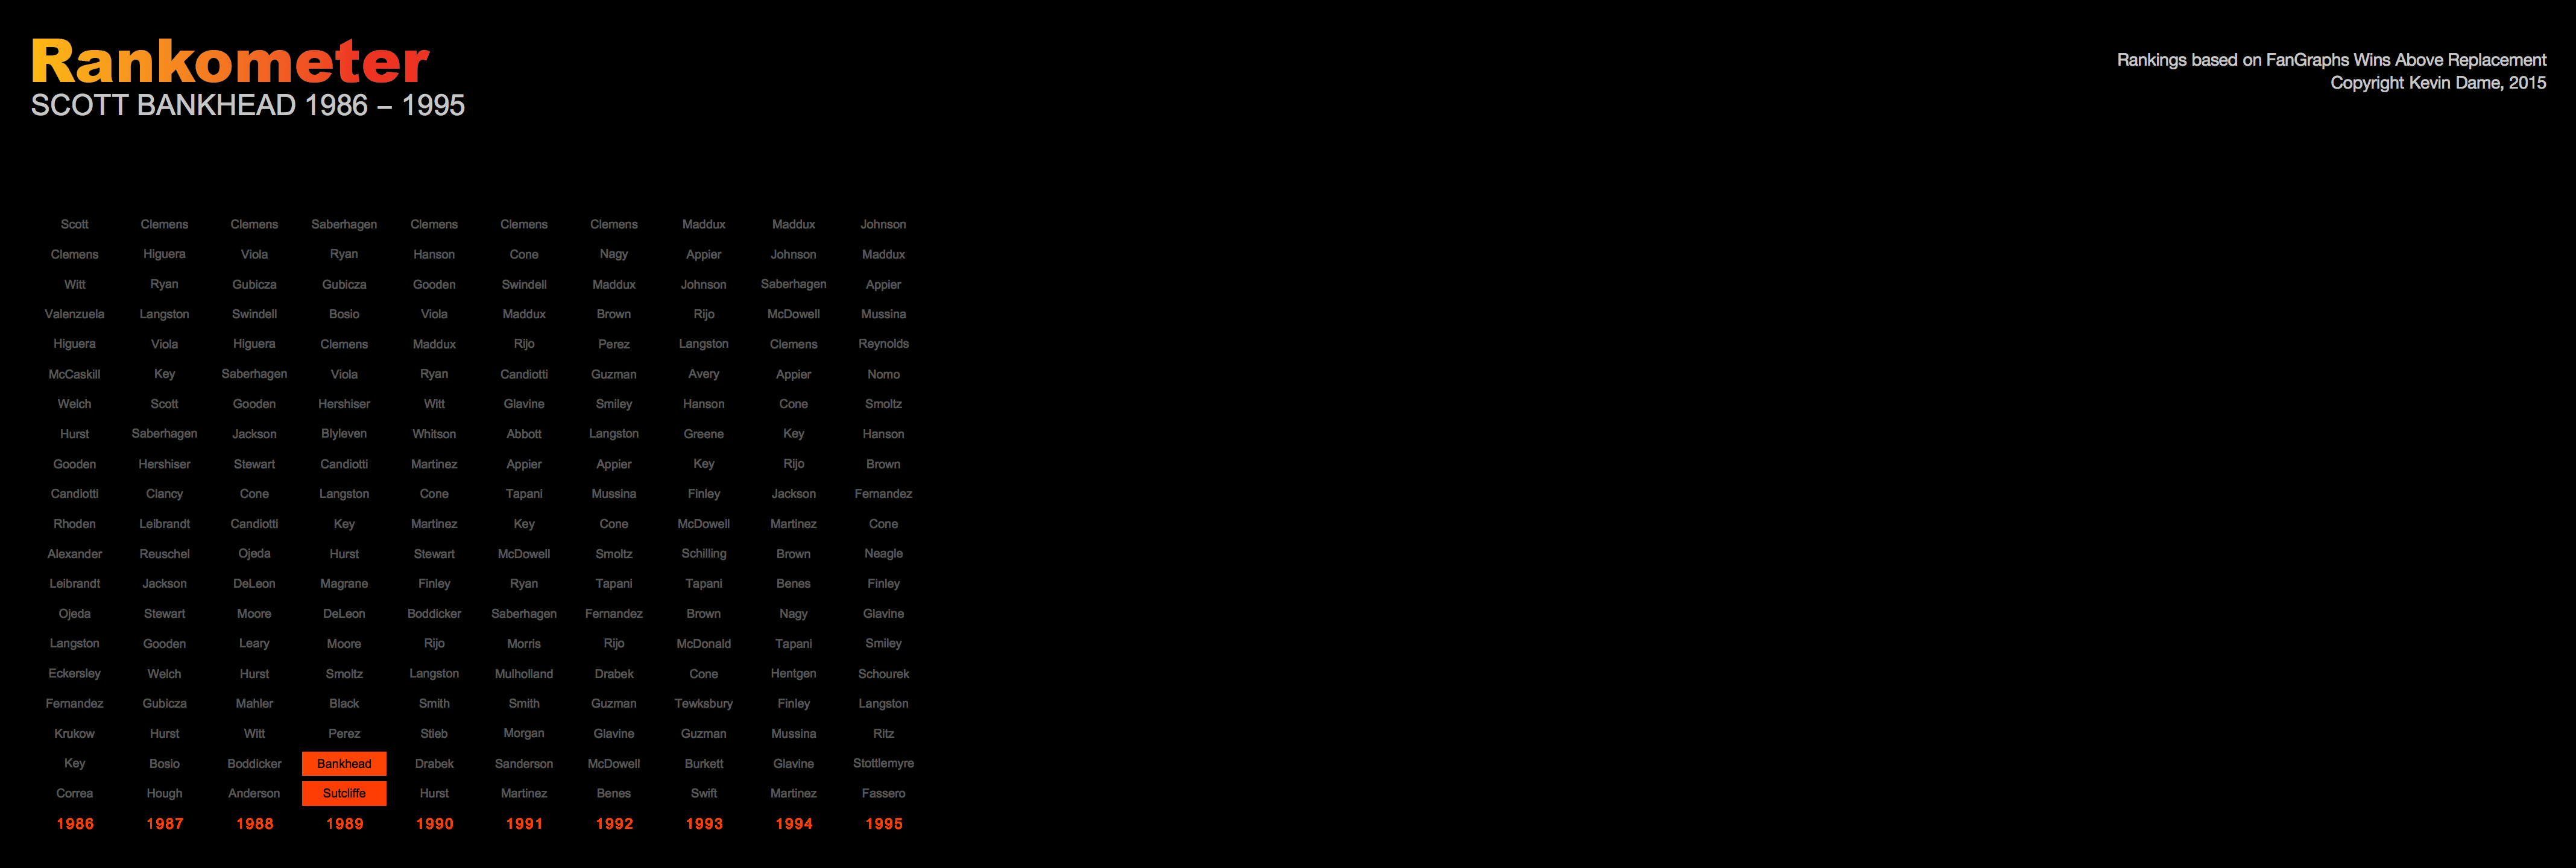 Rankometer
SCOTT BANKHEAD 1986 – 1995
Rankings based on FanGraphs Wins Above Replacement
Copyright Kevin Dame, 2015
Scott Clemens Clemens Saberhagen Clemens Clemens Clemens Maddux Maddux Johnson
Clemens Higuera Viola Ryan Hanson Cone Nagy Appier Johnson Maddux
Witt Ryan Gubicza Gubicza Gooden Swindell Maddux Johnson Saberhagen Appier
Valenzuela Langston Swindell Bosio Viola Maddux Brown Rijo McDowell Mussina
Higuera Viola Higuera Clemens Maddux Rijo Perez Langston Clemens Reynolds
McCaskill Key Saberhagen Viola Ryan Candiotti Guzman Avery Appier Nomo
Welch Scott Gooden Hershiser Witt Glavine Smiley Hanson Cone Smoltz
Hurst Saberhagen Jackson Blyleven Whitson Abbott Langston Greene Key Hanson
Gooden Hershiser Stewart Candiotti Martinez Appier Appier Key Rijo Brown
Candiotti Clancy Cone Langston Cone Tapani Mussina Finley Jackson Fernandez
Rhoden Leibrandt Candiotti Key Martinez Key Cone McDowell Martinez Cone
Alexander Reuschel Ojeda Hurst Stewart McDowell Smoltz Schilling Brown Neagle
Leibrandt Jackson DeLeon Magrane Finley Ryan Tapani Tapani Benes Finley
Ojeda Stewart Moore DeLeon Boddicker Saberhagen Fernandez Brown Nagy Glavine
Langston Gooden Leary Moore Rijo Morris Rijo McDonald Tapani Smiley
Eckersley Welch Hurst Smoltz Langston Mulholland Drabek Cone Hentgen Schourek
Fernandez Gubicza Mahler Black Smith Smith Guzman Tewksbury Finley Langston
Krukow Hurst Witt Perez Stieb Morgan Glavine Guzman Mussina Ritz
Key Bosio Boddicker Bankhead Drabek Sanderson McDowell Burkett Glavine Stottlemyre
Correa Hough Anderson Sutcliffe Hurst Martinez Benes Swift Martinez Fassero
1986 1987 1988 1989 1990 1991 1992 1993 1994 1995